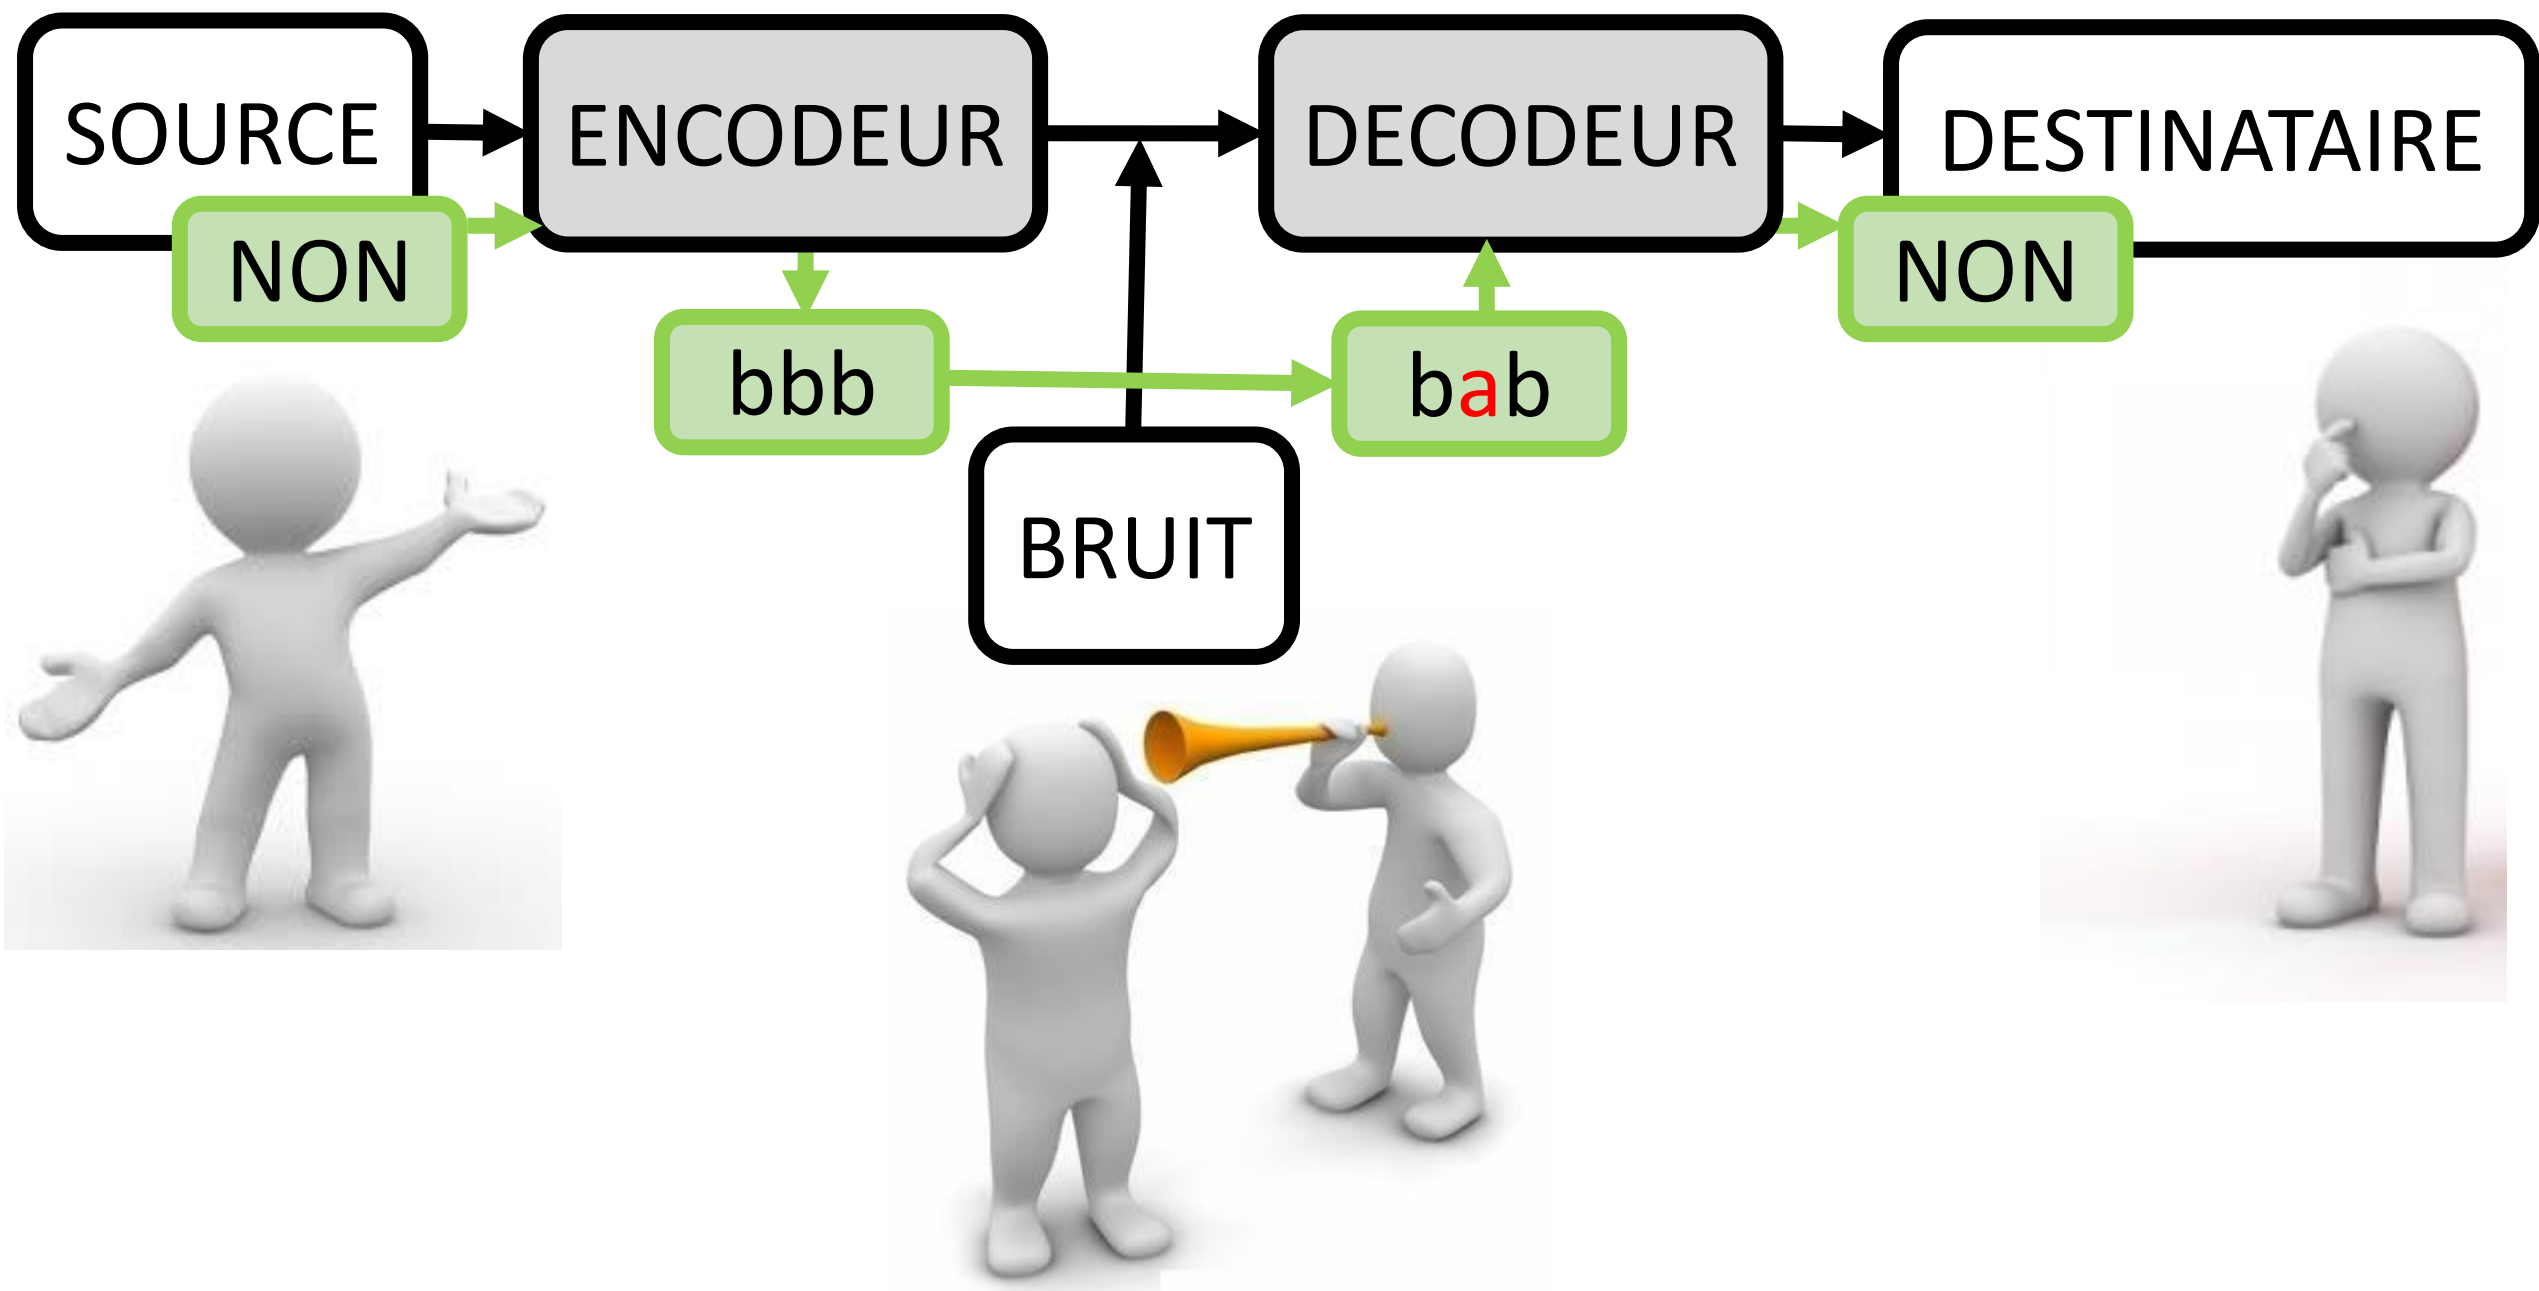 SOURCE
ENCODEUR
DECODEUR
DESTINATAIRE
NON
NON
bbb
bab
BRUIT